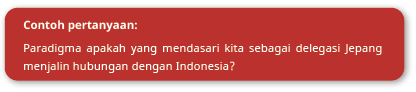 Contoh pertanyaan:
Paradigma apakah yang mendasari kita sebagai delegasi Jepang
menjalin hubungan dengan Indonesia?